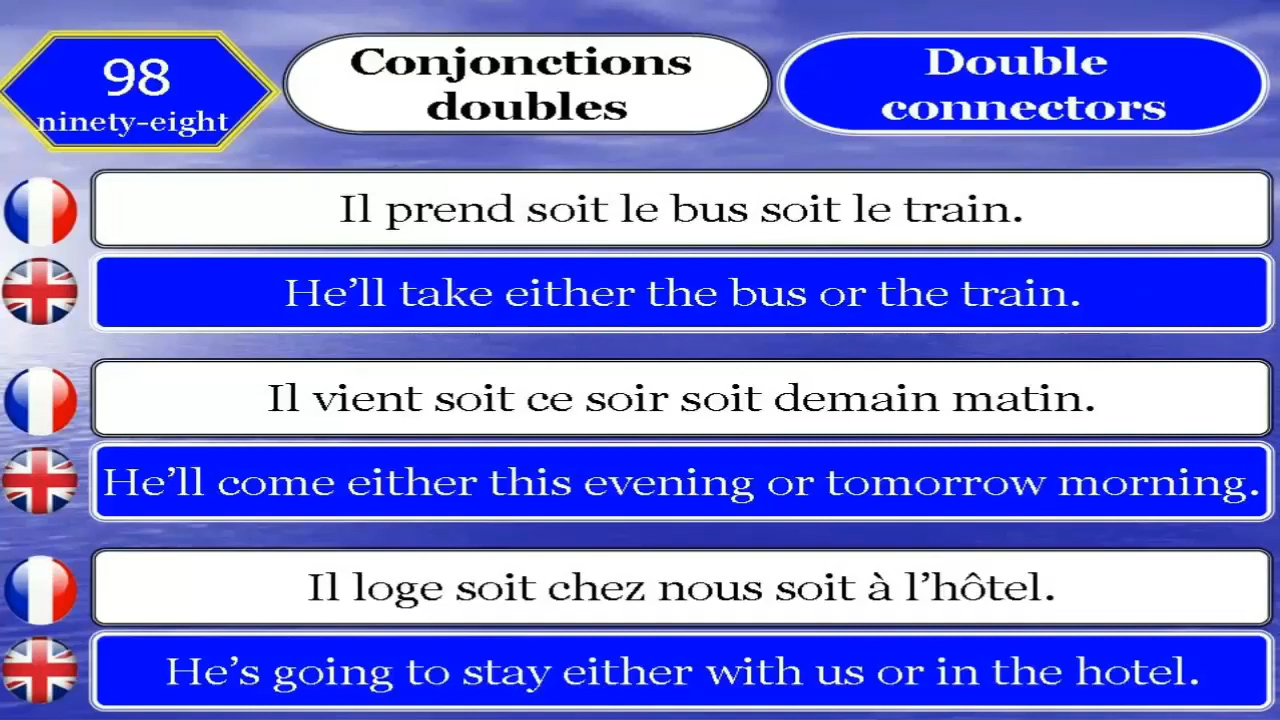 98
ninety-eight
Conjonctions
doubles
Double
connectors
Il prend soit le bus soit le train.
He’ll take either the bus or the train.
Il vient soit ce soir soit demain matin.
He’ll come either this evening or tomorrow morning.
Il loge soit chez nous soit à l’hôtel.
He’s going to stay either with us or in the hotel.